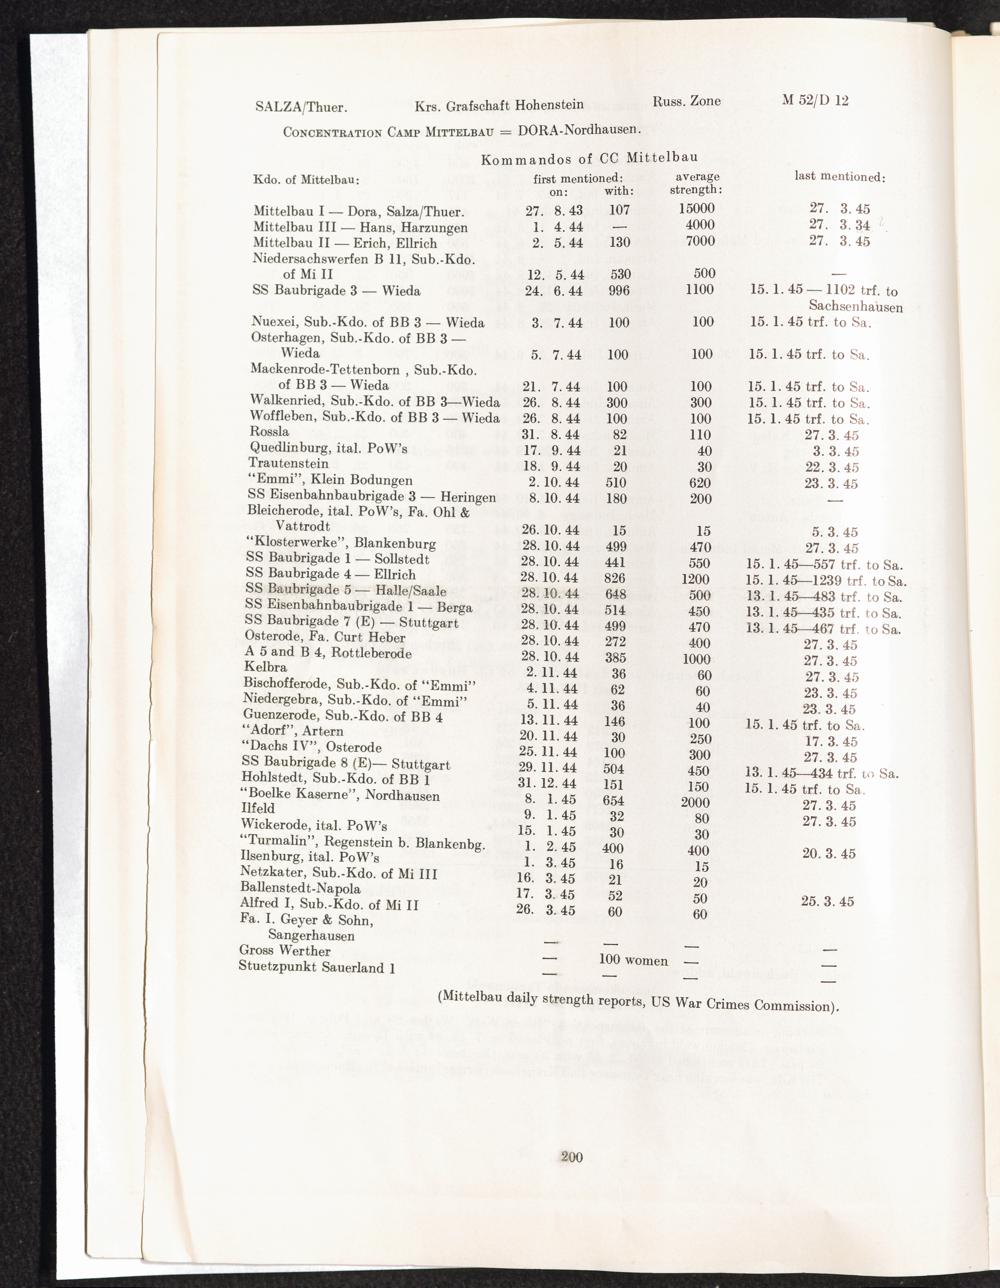 SALZA/Thuer. Krs. Grafschaft Hohenstein Russ. Zone M 52/D 12
CONCENTRATION CAMP MITTELBAU = DORA-Nordhausen.
Kommandos of CC Mittelbau
Kdo. of Mittelbau: first mentioned: average last mentioned:
on: with: strength:
Mittelbau I — Dora, Salza/Thuer. 27. 8. 43 107 15000 27. 3. 45
Mittelbau III — Hans, Harzungen 1. 4. 44 — 4000 27. 3. 34
Mittelbau II — Erich, Ellrich 2. 5. 44 130 7000 27. 3. 45
Niedersachswerfen B 11, Sub.-Kdo.
of Mi II 12. 5. 44 530 500 —
SS Baubrigade 3 — Wieda 24. 6. 44 996 1100 15. 1. 45 — 1102 trf. to
Sachsenhausen
Nuexei, Sub.-Kdo. of BB 3 — Wieda 3. 7. 44 100 100 15. 1. 45 trf. to Sa.
Osterhagen, Sub.-Kdo. of BB 3 —
Wieda 5. 7. 44 100 100 15. 1. 45 trf. to Sa.
Mackenrode-Tettenborn , Sub.-Kdo.
of BB 3 — Wieda 21. 7. 44 100 100 15. 1. 45 trf. to Sa.
Walkenried, Sub.-Kdo. of BB 3—Wieda 26. 8. 44 300 300 15. 1. 45 trf. to Sa.
Woffleben, Sub.-Kdo. of BB 3 — Wieda 26. 8. 44 100 100 15. 1. 45 trf. to Sa.
Rossla 31. 8. 44 82 110 27. 3. 45
Quedlinburg, ital. PoW's 17. 9. 44 21 40 3. 3. 45
Trautenstein 18. 9. 44 20 30 22. 3. 45
“Emmi”, Klein Bodungen 2. 10. 44 510 620 23. 3. 45
SS Eisenbahnbaubrigade 3 — Heringen 8. 10. 44 180 200 —
Bleicherode, ital. PoW's, Fa. Ohl &
Vattrodt 26. 10. 44 15 15 5. 3. 45
“Klosterwerke”, Blankenburg 28. 10. 44 499 470 27. 3. 45
SS Baubrigade 1 — Sollstedt 28. 10. 44 441 550 15. 1. 45—557 trf. to Sa.
SS Baubrigade 4 — Ellrich 28. 10. 44 826 1200 15. 1. 45—1239 trf. to Sa.
SS Baubrigade 5 — Halle/Saale 28. 10. 44 648 500 13. 1. 45—483 trf. to Sa.
SS Eisenbahnbaubrigade 1 — Berga 28. 10. 44 514 450 13. 1. 45—435 trf. to Sa.
SS Baubrigade 7 (E) — Stuttgart 28. 10. 44 499 470 13. 1. 45—467 trf. to Sa.
Osterode, Fa. Curt Heber 28. 10. 44 272 400 27. 3. 45
A 5 and B 4, Rottleberode 28. 10. 44 385 1000 27. 3. 45
Kelbra 2. 11. 44 36 60 27. 3. 45
Bischofferode, Sub.-Kdo. of “Emmi” 4. 11. 44 62 60 23. 3. 45
Niedergebra, Sub.-Kdo. of “Emmi” 5. 11. 44 36 40 23. 3. 45
Guenzerode, Sub.-Kdo. of BB 4 13. 11. 44 146 100 15. 1. 45 trf. to Sa.
“Adorf”, Artern 20. 11. 44 30 250 17. 3. 45
“Dachs IV”, Osterode 25. 11. 44 100 300 27. 3. 45
SS Baubrigade 8 (E)— Stuttgart 29. 11. 44 504 450 13. 1. 45—434 trf. to Sa.
Hohlstedt, Sub.-Kdo. of BB 1 31. 12. 44 151 150 15. 1. 45 trf. to Sa.
“Boelke Kaserne”, Nordhausen 8. 1. 45 654 2000 27. 3. 45
Ilfeld 9. 1. 45 32 80 27. 3. 45
Wickerode, ital. PoW's 15. 1. 45 30 30
“Turmalin”, Regenstein b. Blankenbg. 1. 2. 45 400 400 20. 3. 45
Ilsenburg, ital. PoW's 1. 3. 45 16 15
Netzkater, Sub.-Kdo. of Mi III 16. 3. 45 21 20
Ballenstedt-Napola 17. 3. 45 52 50 25. 3. 45
Alfred I, Sub.-Kdo. of Mi II 26. 3. 45 60 60
Fa. I. Geyer & Sohn,
Sangerhausen — — — —
Gross Werther — 100 women — —
Stuetzpunkt Sauerland 1 — — — —
(Mittelbau daily strength reports, US War Crimes Commission).
200